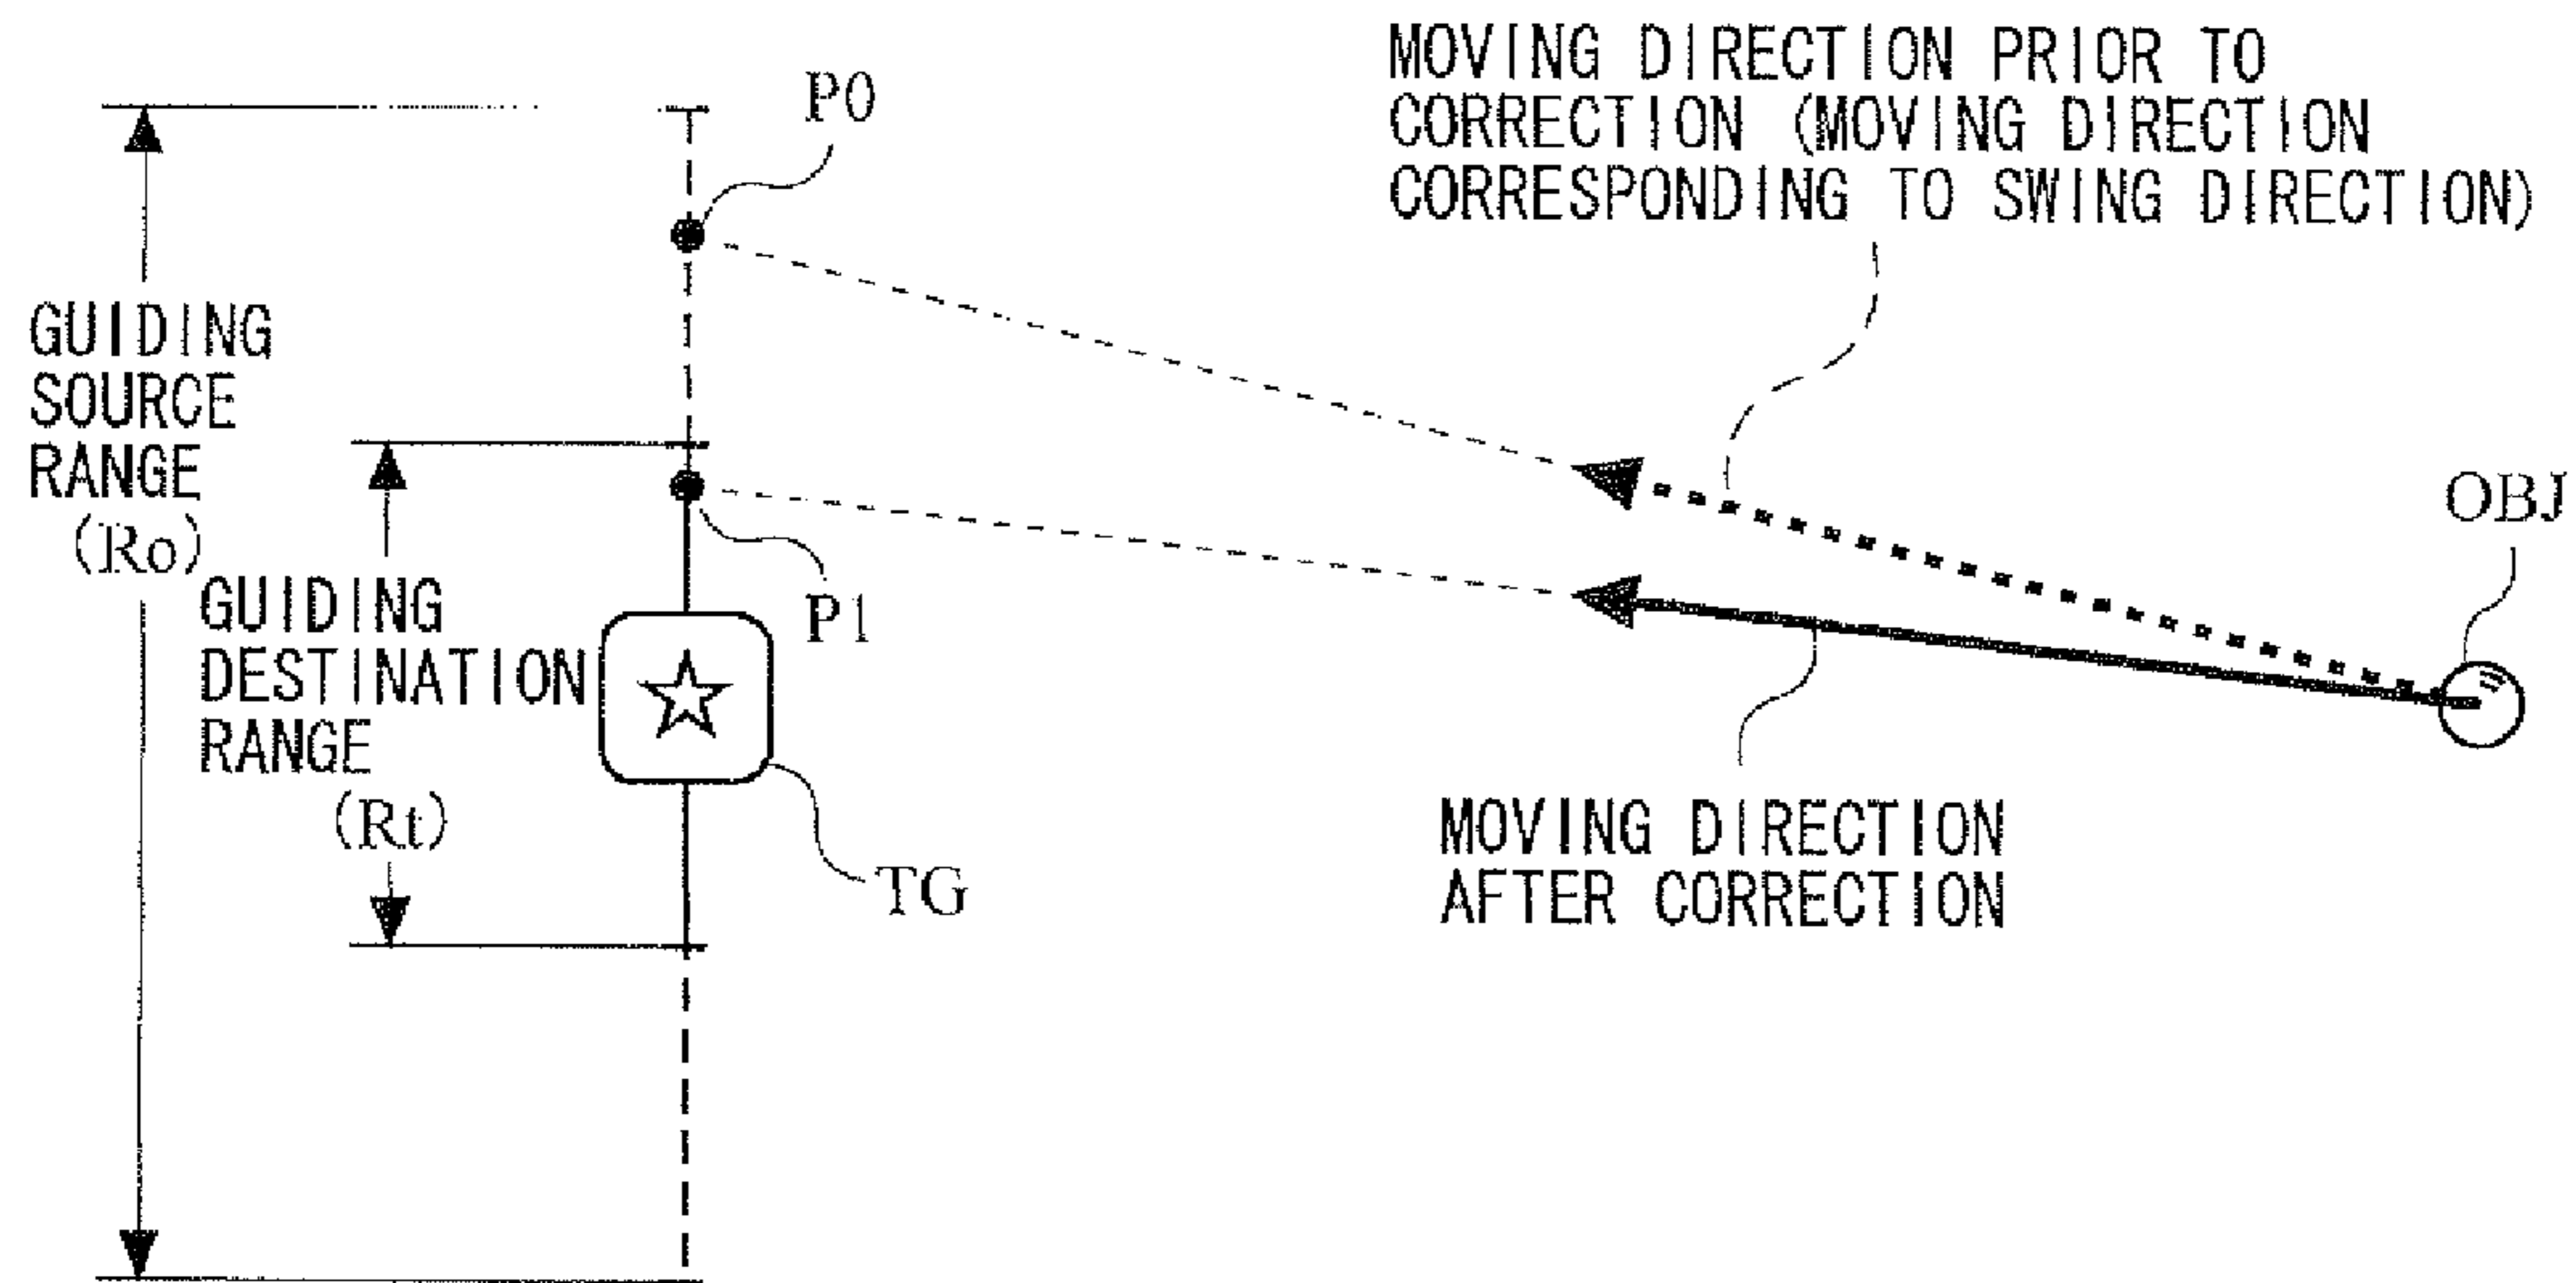 MOVING DIRECTION PRIOR TO
CORRECTION (MOVING DIRECTION
CORRESPONDING TO SWING DIRECTION)
P0
GUIDING
SOURCE
RANGE
(Ro)
GUIDING
DESTINATION
RANGE
(Rt)
P1
TG
OBJ
MOVING DIRECTION
AFTER CORRECTION